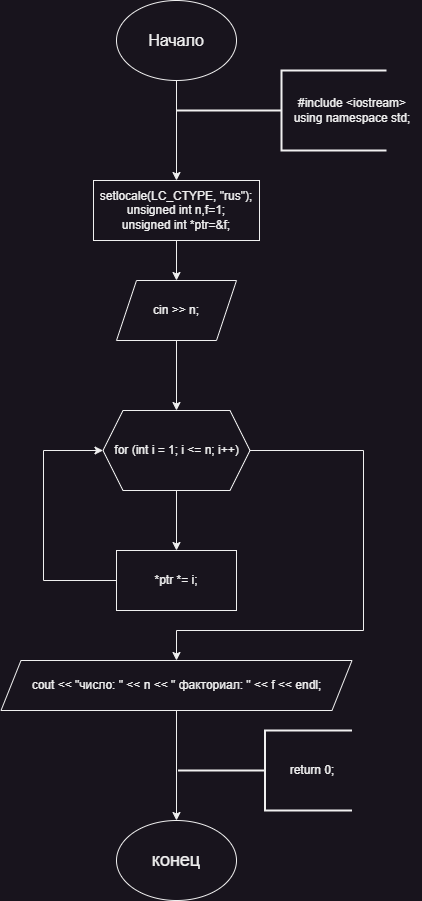 Начало
#include <iostream>
using namespace std;
setlocale(LC_CTYPE, "rus");
unsigned int n,f=1;
unsigned int *ptr=&f;
cin >> n;
for (int i = 1; i <= n; i++)
*ptr *= i;
cout << "число: " << n << " факториал: " << f << endl;
return 0;
конец